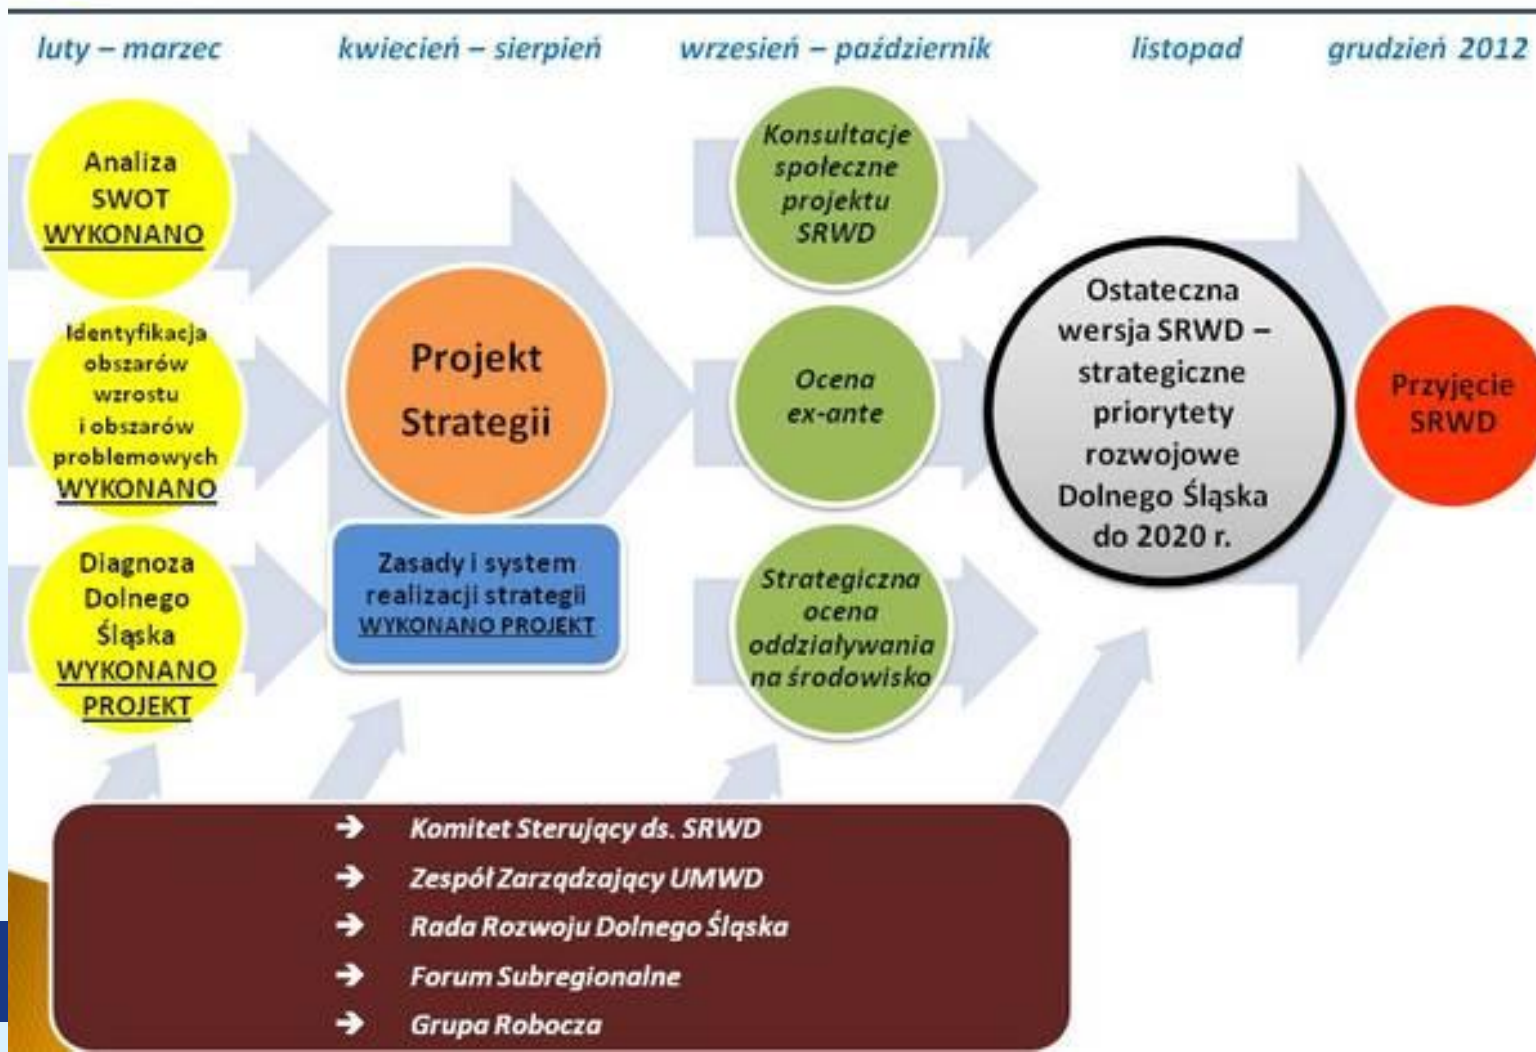 luty – marzec
kwiecień – sierpień
wrzesień – październik
listopad
grudzień 2012
Analiza
SWOT
WYKONANO
Identyfikacja
obszarów
wzrostu
i obszarów
problemowych
WYKONANO
Diagnoza
Dolnego
Śląska
WYKONANO
PROJEKT
Projekt
Strategii
Zasady i system
realizacji strategii
WYKONANO PROJEKT
Konsultacje
społeczne
projektu
SRWD
Ocena
ex-ante
Strategiczna
ocena
oddziaływania
na środowisko
Ostateczna
wersja SRWD –
strategiczne
priorytety
rozwojowe
Dolnego Śląska
do 2020 r.
Przyjęcie
SRWD
➔ Komitet Sterujący ds. SRWD
➔ Zespół Zarządzający UMWD
➔ Rada Rozwoju Dolnego Śląska
➔ Forum Subregionalne
➔ Grupa Robocza